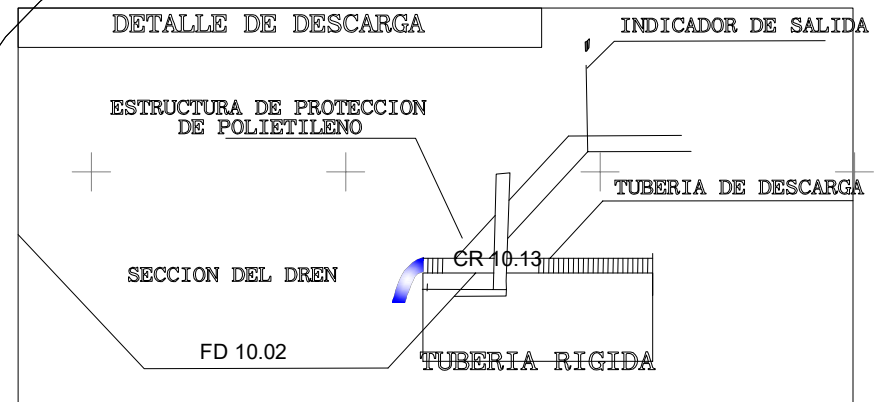 DETALLE DE DESCARGA
INDICADOR DE SALIDA
ESTRUCTURA DE PROTECCION
DE POLIETILENO
TUBERIA DE DESCARGA
CR 10.13
SECCION DEL DREN
FD 10.02
TUBERIA RIGIDA